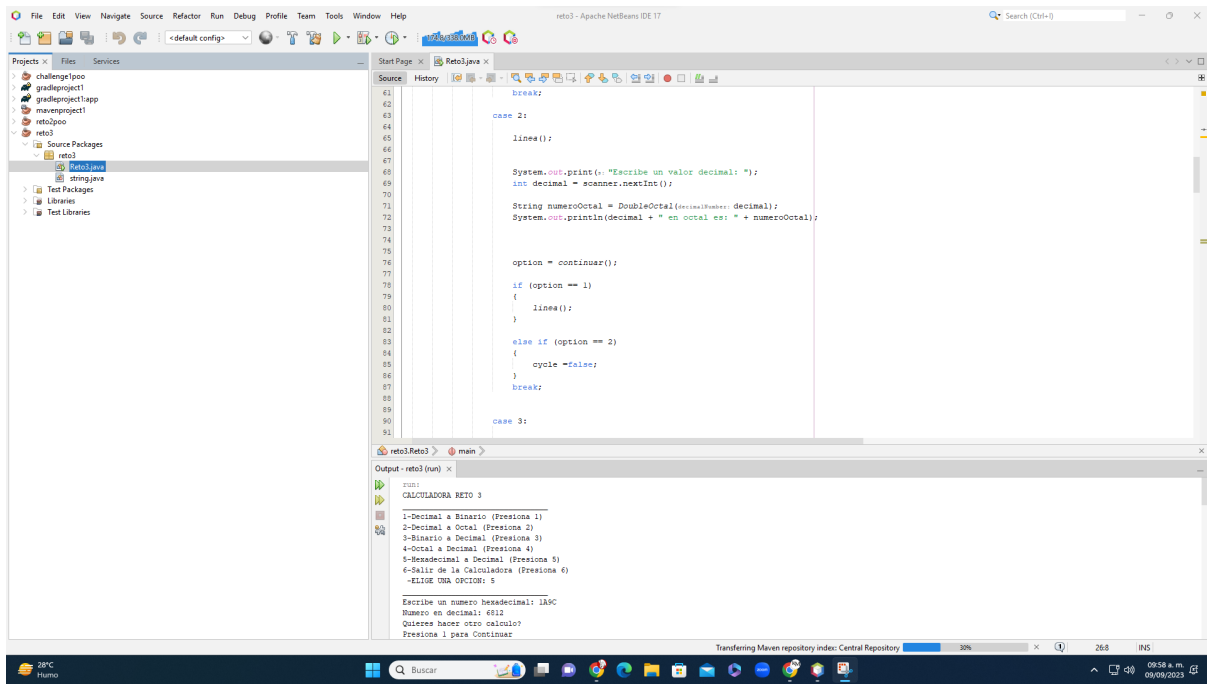 File Edit View Navigate Source Refactor Run Debug Profile Team Tools Window Help
reto3 - Apache NetBeans IDE 17
Search (Ctrl+I)
<default config>
Projects Files Services
challenge1poo
gradleproject1
gradleproject1:app
mavenproject1
reto2poo
reto3
Source Packages
reto3
Reto3.java
string.java
Test Packages
Libraries
Test Libraries
Start Page Reto3.java
Source History
61 break;
62
63 case 2:
64
65 linea();
66
67
68 System.out.print(s: "Escribe un valor decimal: ");
69 int decimal = scanner.nextInt();
70
71 String numeroOctal = DoubleOctal(decimalNumber: decimal);
72 System.out.println(decimal + " en octal es: " + numeroOctal);
73
74
75
76 option = continuar();
77
78 if (option == 1)
79 {
80 linea();
81 }
82
83 else if (option == 2)
84 {
85 cycle =false;
86 }
87 break;
88
89
90 case 3:
91
reto3.Reto3 main
Output - reto3 (run)
run:
CALCULADORA RETO 3
1-Decimal a Binario (Presiona 1)
2-Decimal a Octal (Presiona 2)
3-Binario a Decimal (Presiona 3)
4-Octal a Decimal (Presiona 4)
5-Hexadecimal a Decimal (Presiona 5)
6-Salir de la Calculadora (Presiona 6)
-ELIGE UNA OPCION: 5
Escribe un numero hexadecimal: 1A9C
Numero en decimal: 6812
Quieres hacer otro calculo?
Presiona 1 para Continuar
Transferring Maven repository index: Central Repository 30% 26:8 INS
28°C
Humo
Buscar
09:58 a. m.
09/09/2023